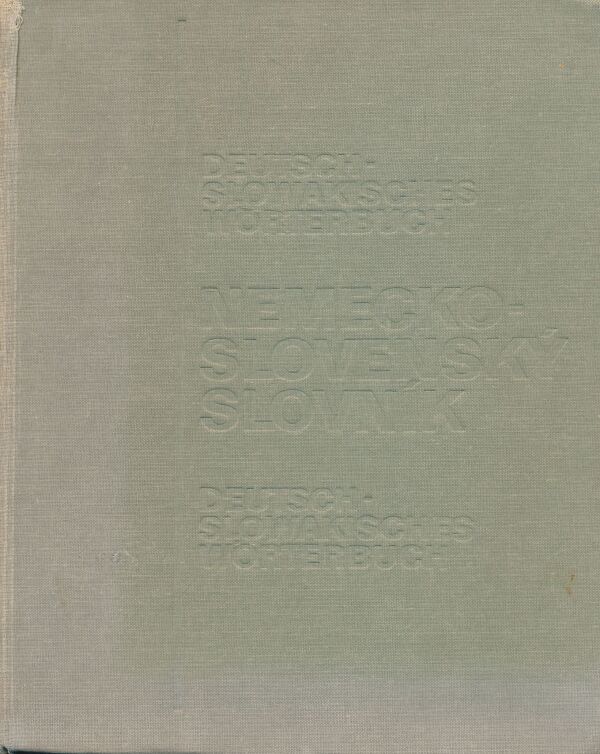 DEUTSCH-
SLOWAKISCHES
WÖRTERBUCH
NEMECKO-
SLOVENSKÝ
SLOVNÍK
DEUTSCH-
SLOWAKISCHES
WÖRTERBUCH